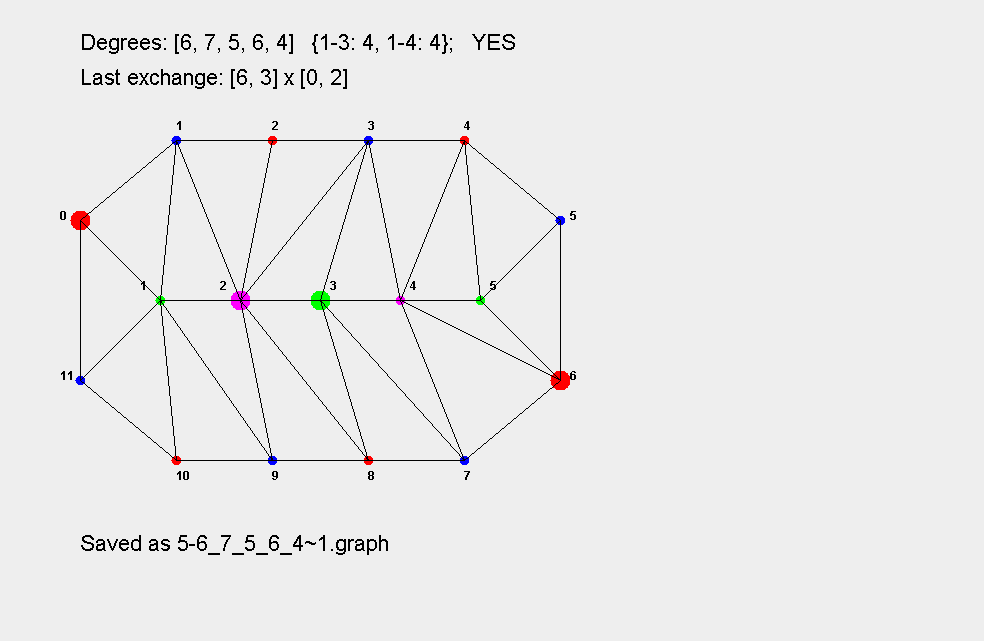 Degrees: [6, 7, 5, 6, 4]   {1-3: 4, 1-4: 4};   YES
Last exchange: [6, 3] x [0, 2]
1 2 3 4
0 5
1 2 3 4 5
11 6
10 9 8 7
Saved as 5-6_7_5_6_4~1.graph